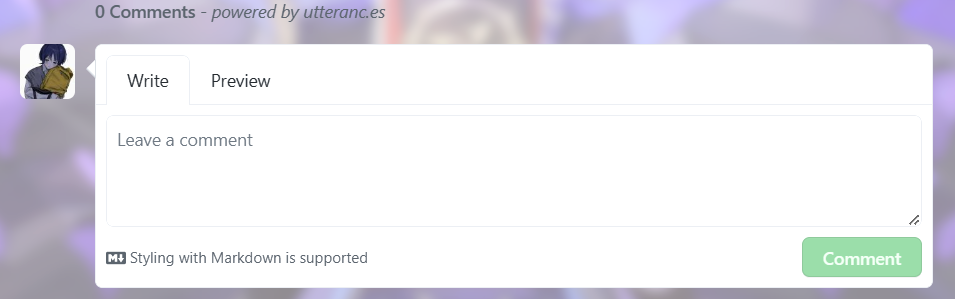 0 Comments - powered by utteranc.es
Write Preview
Leave a comment
M↓ Styling with Markdown is supported
Comment